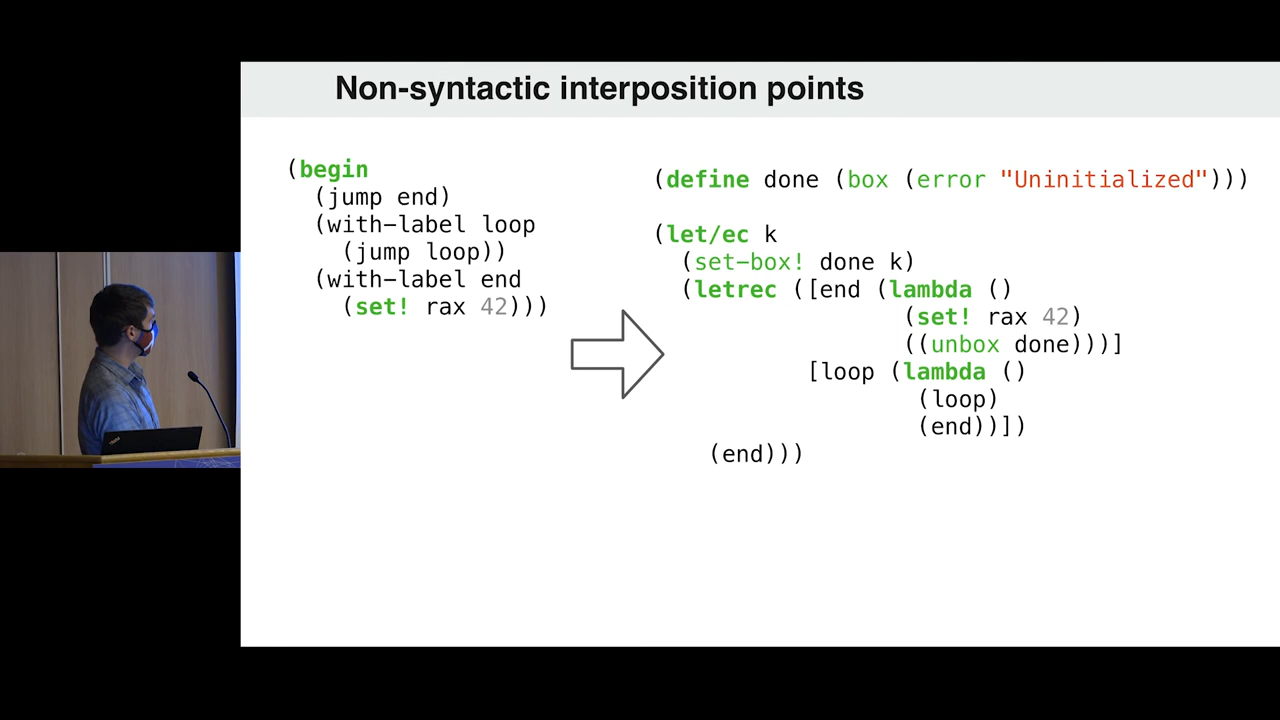 Non-syntactic interposition points
(begin
(jump end)
(with-label loop
(jump loop))
(with-label end
(set! rax 42)))
(define done (box (error "Uninitialized")))
(let/ec k
(set-box! done k)
(letrec ([end (lambda ()
(set! rax 42)
((unbox done)))]
[loop (lambda ()
(loop)
(end))])
(end)))